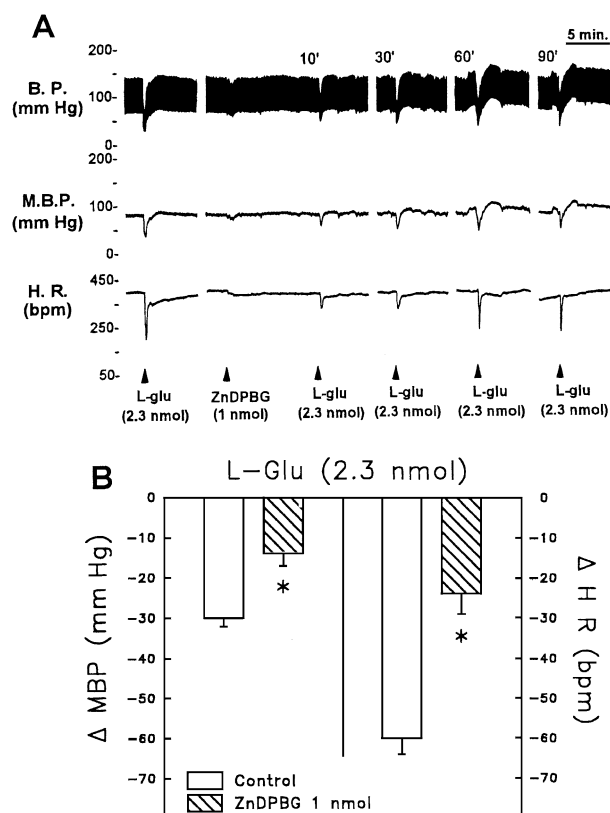 A
5 min.
10' 30' 60' 90'
200-
B. P.
100-
(mm Hg)
0-
200
M.B.P.
100-
(mm Hg)
0-
450-
H. R.
(bpm)
250-
50-
L-glu ZnDPBG L-glu L-glu L-glu L-glu
(2.3 nmol) (1 nmol) (2.3 nmol) (2.3 nmol) (2.3 nmol) (2.3 nmol)
B
L-Glu (2.3 nmol)
0 0
-10 -10
-20 -20
* 
-30 -30
*
-40 -40
-50 -50
-60 -60
-70 -70
Δ MBP (mm Hg)
Δ H R (bpm)
Control
ZnDPBG 1 nmol